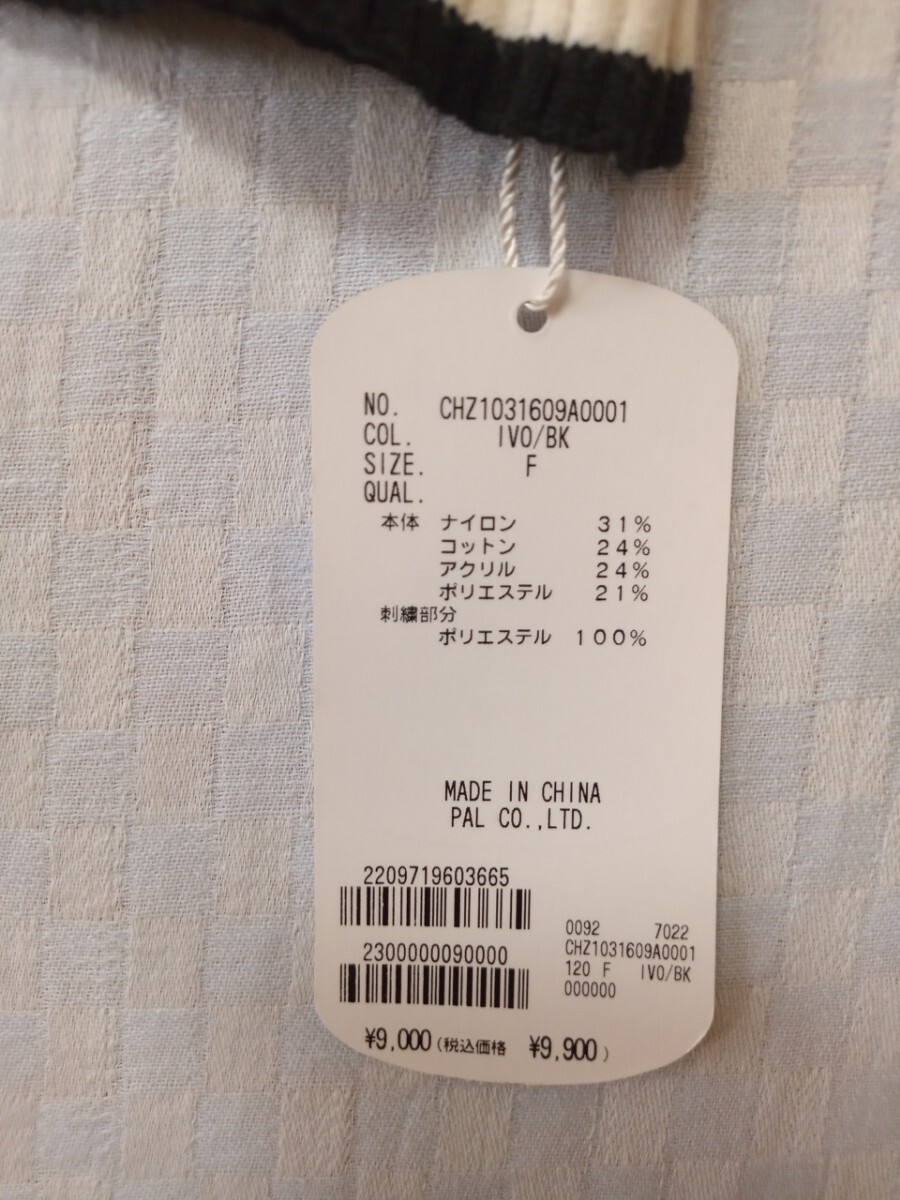 NO. CHZ1031609A0001
COL. IVO/BK
SIZE. F
QUAL.
本体 ナイロン 31%
コットン 24%
アクリル 24%
ポリエステル 21%
刺繍部分
ポリエステル 100%
MADE IN CHINA
PAL CO.,LTD.
2209719603665
2300000090000
0092 7022
CHZ1031609A0001
120 F IVO/BK
000000
¥9,000(税込価格 ¥9,900)